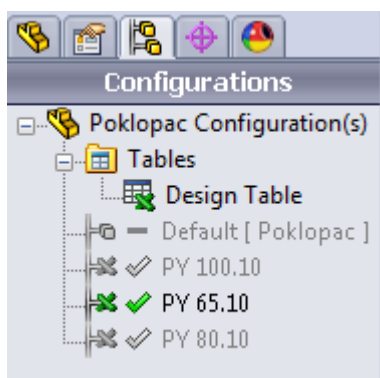 Configurations
Poklopac Configuration(s)
Tables
Design Table
Default [ Poklopac ]
PY 100.10
PY 65.10
PY 80.10